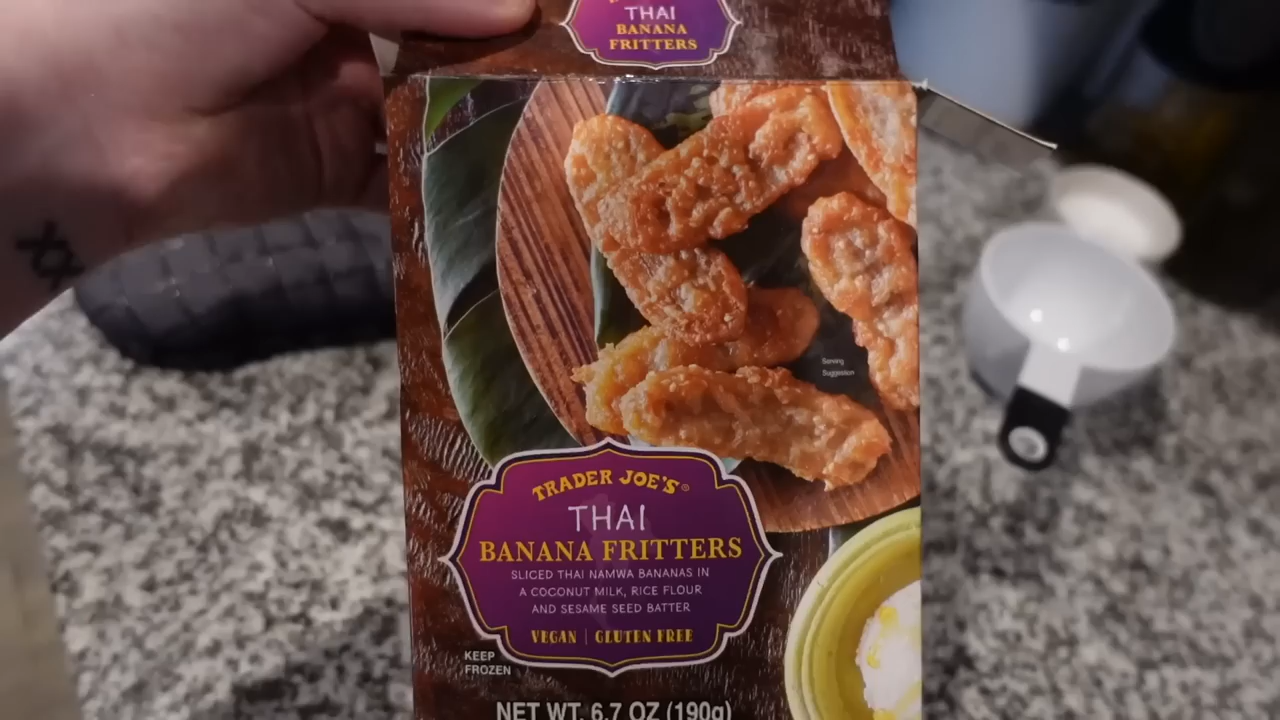 THAI
BANANA
FRITTERS
Serving
Suggestion
TRADER JOE'S®
THAI
BANANA FRITTERS
SLICED THAI NAMWA BANANAS IN
A COCONUT MILK, RICE FLOUR
AND SESAME SEED BATTER
VEGAN | GLUTEN FREE
KEEP
FROZEN
NET WT. 6.7 OZ (190g)